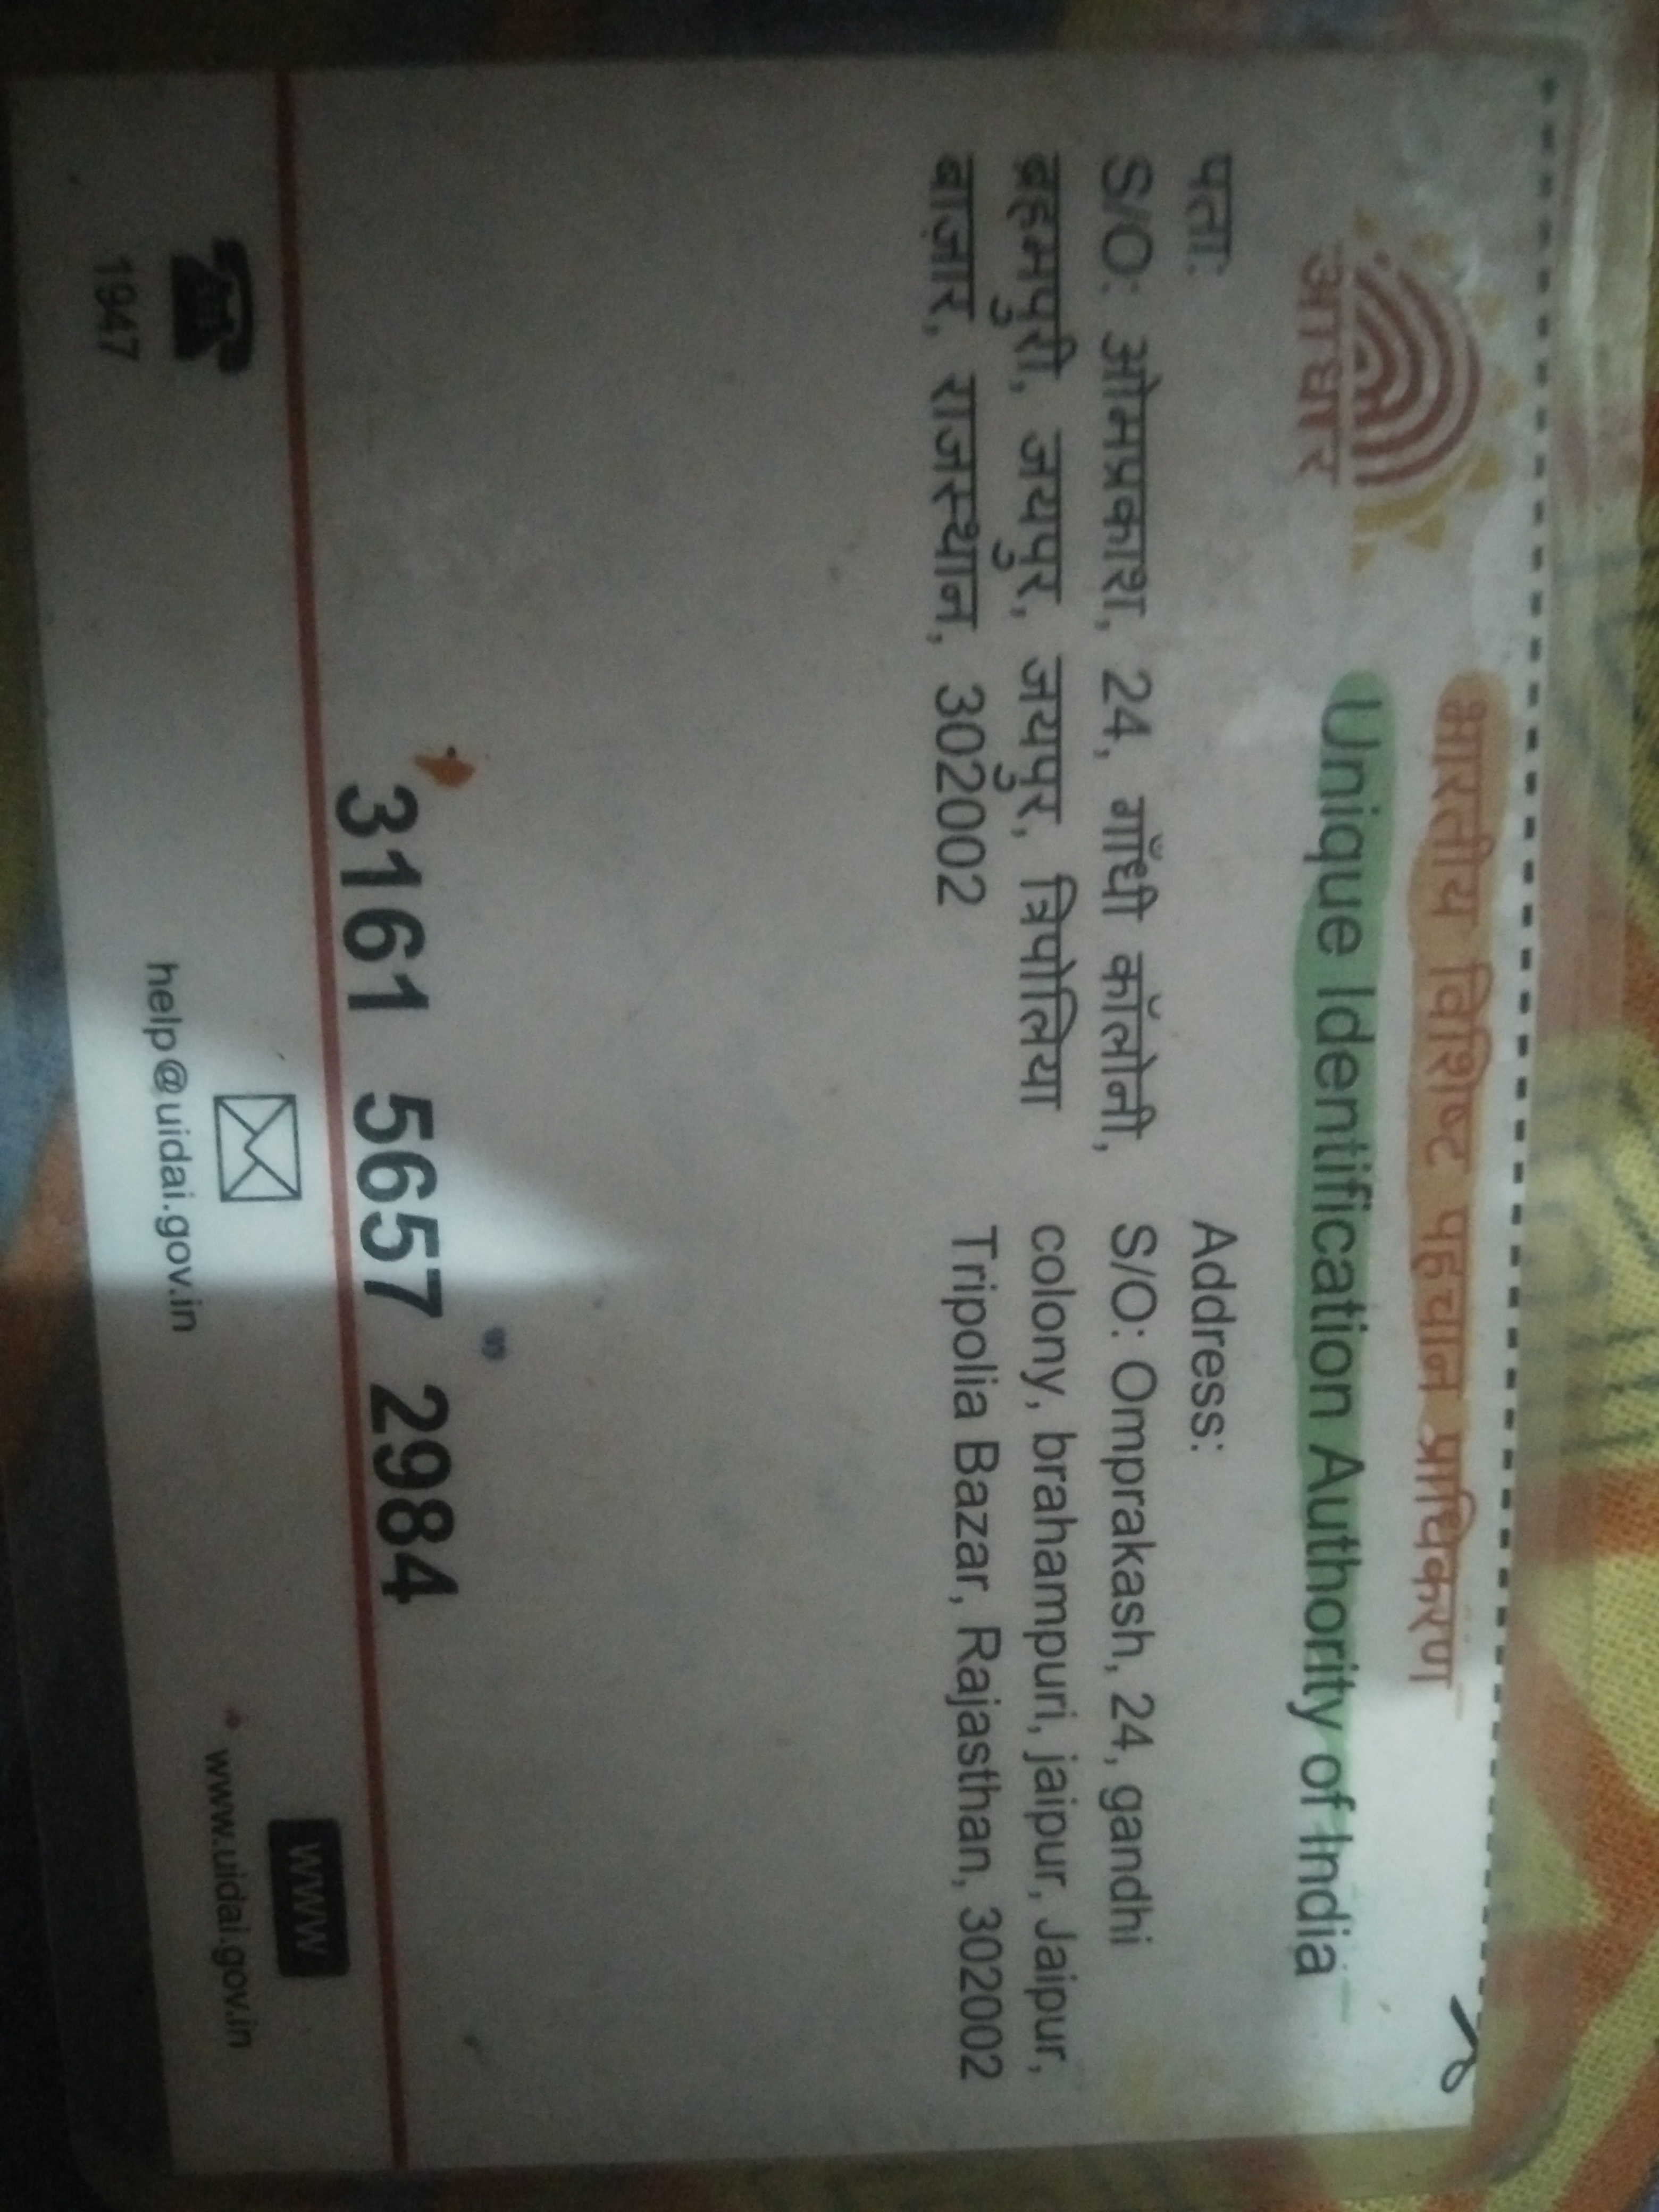 भारतीय विशिष्ट पहचान प्राधिकरण
Unique Identification Authority of India
आधार
पता:
S/O: ओमप्रकाश, 24, गाँधी कॉलोनी,
ब्रहमपुरी, जयपुर, जयपुर, त्रिपोलिया
बाज़ार, राजस्थान, 302002
Address:
S/O: Omprakash, 24, gandhi
colony, brahampuri, jaipur, Jaipur,
Tripolia Bazar, Rajasthan, 302002
3161 5657 2984
1947
help@uidai.gov.in
WWW
www.uidai.gov.in